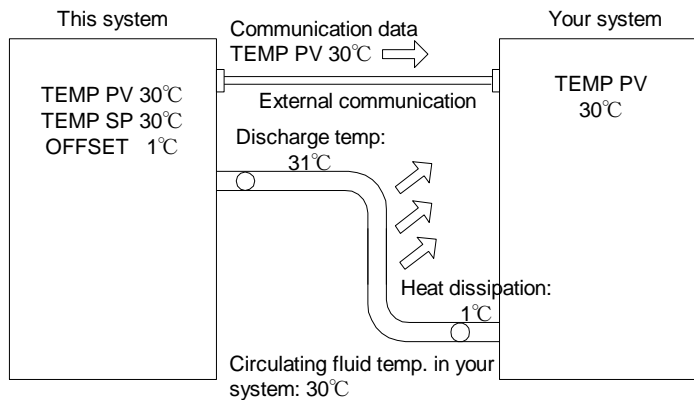 This system
Communication data
TEMP PV 30℃
Your system
TEMP PV 30℃
TEMP SP 30℃
OFFSET 1℃
External communication
TEMP PV
30℃
Discharge temp:
31℃
Heat dissipation:
1℃
Circulating fluid temp. in your
system: 30℃